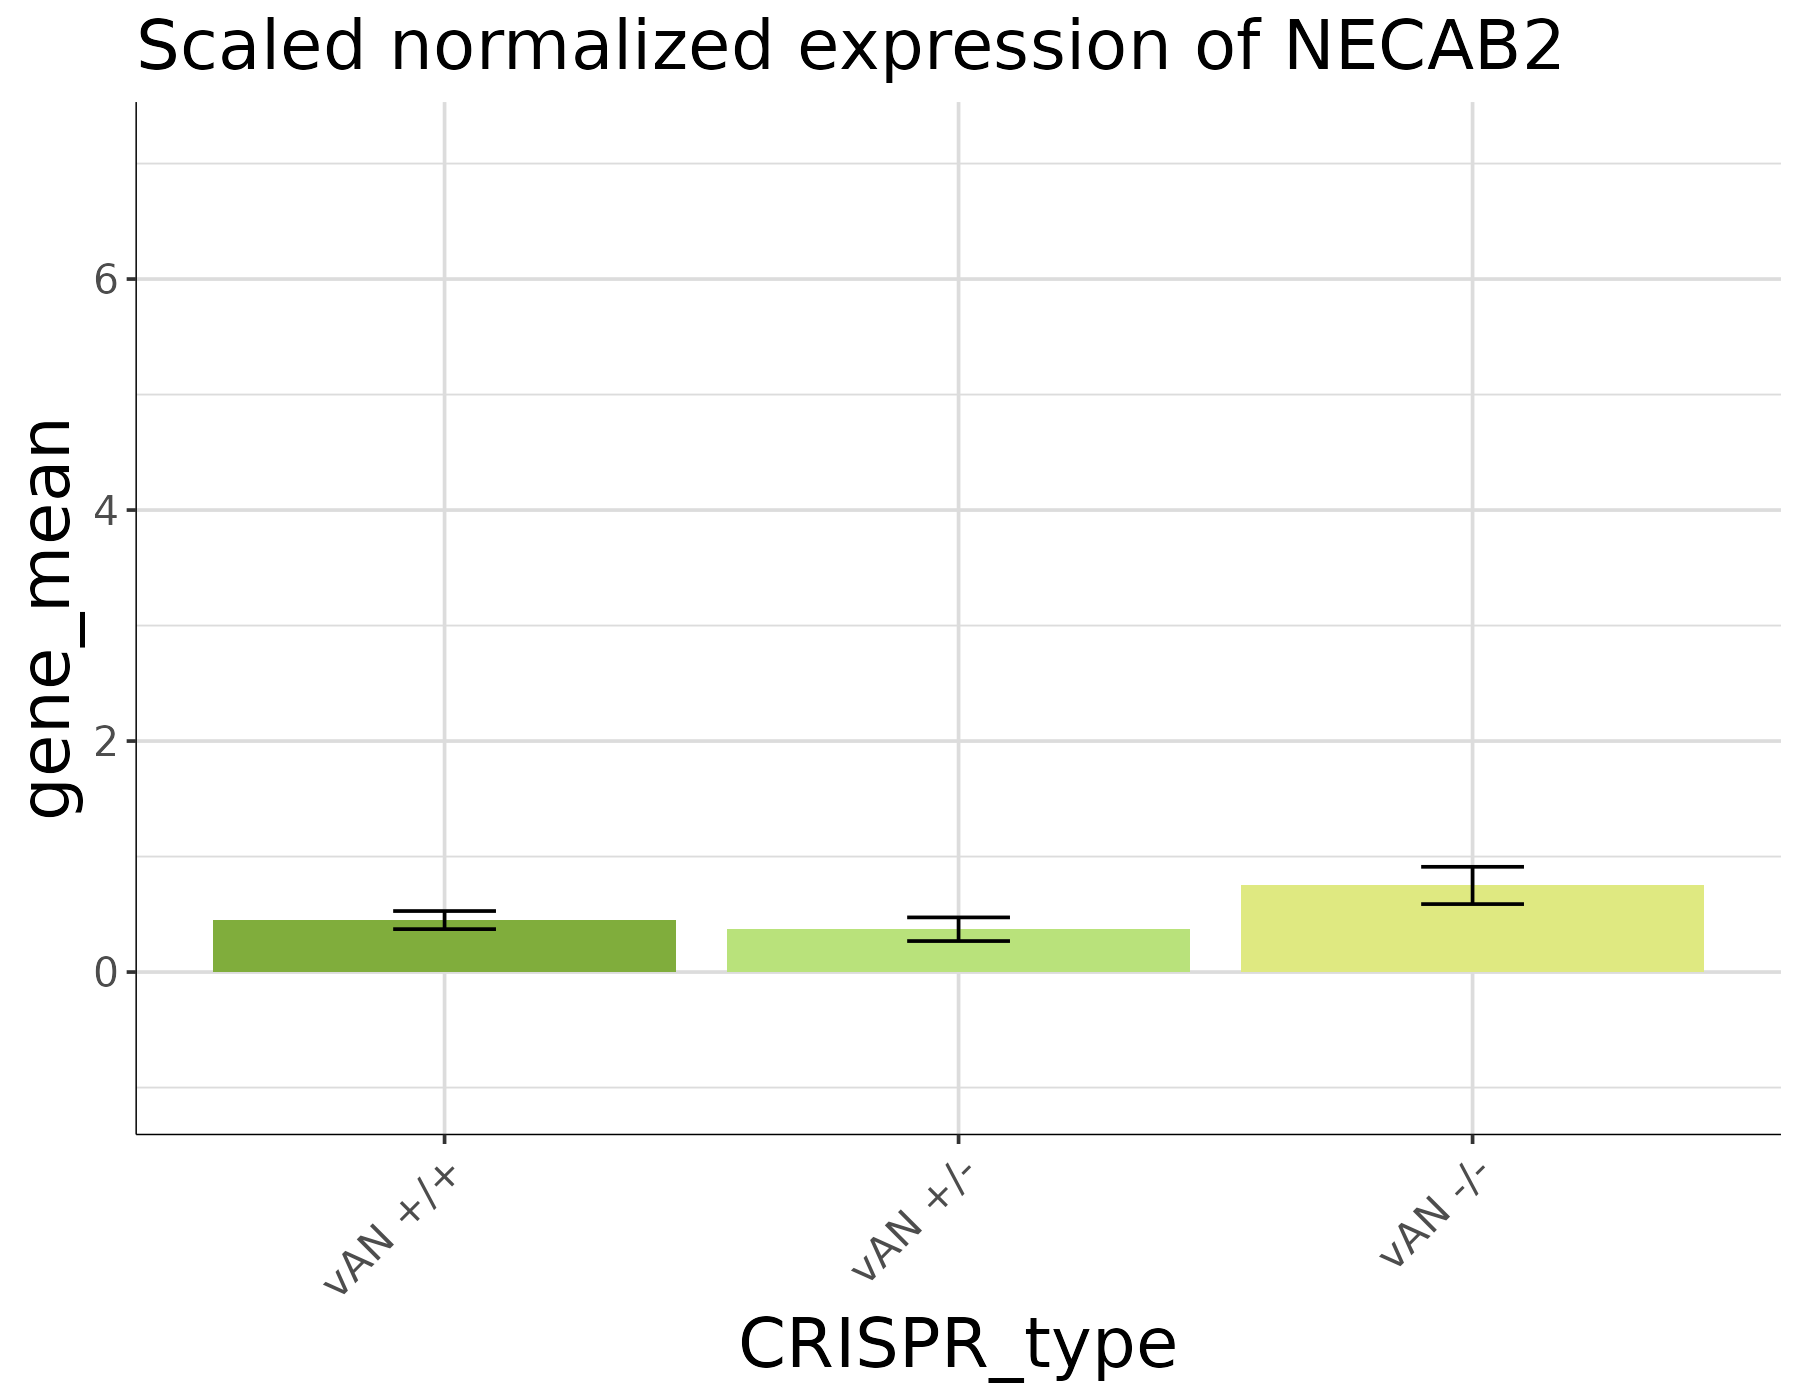 Scaled normalized expression of NECAB2
gene_mean
6
4
2
0
vAN +/+
vAN +/-
vAN -/-
CRISPR_type